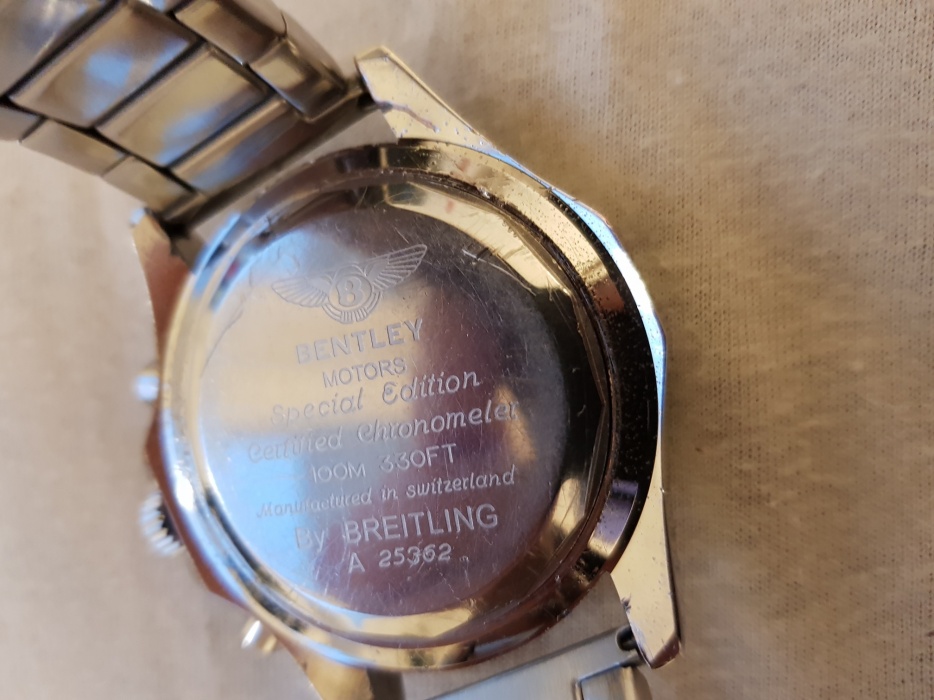 B
BENTLEY
MOTORS
Special Edition
Certified Chronometer
100M 330FT
Manufactured in switzerland
By BREITLING
A 25362